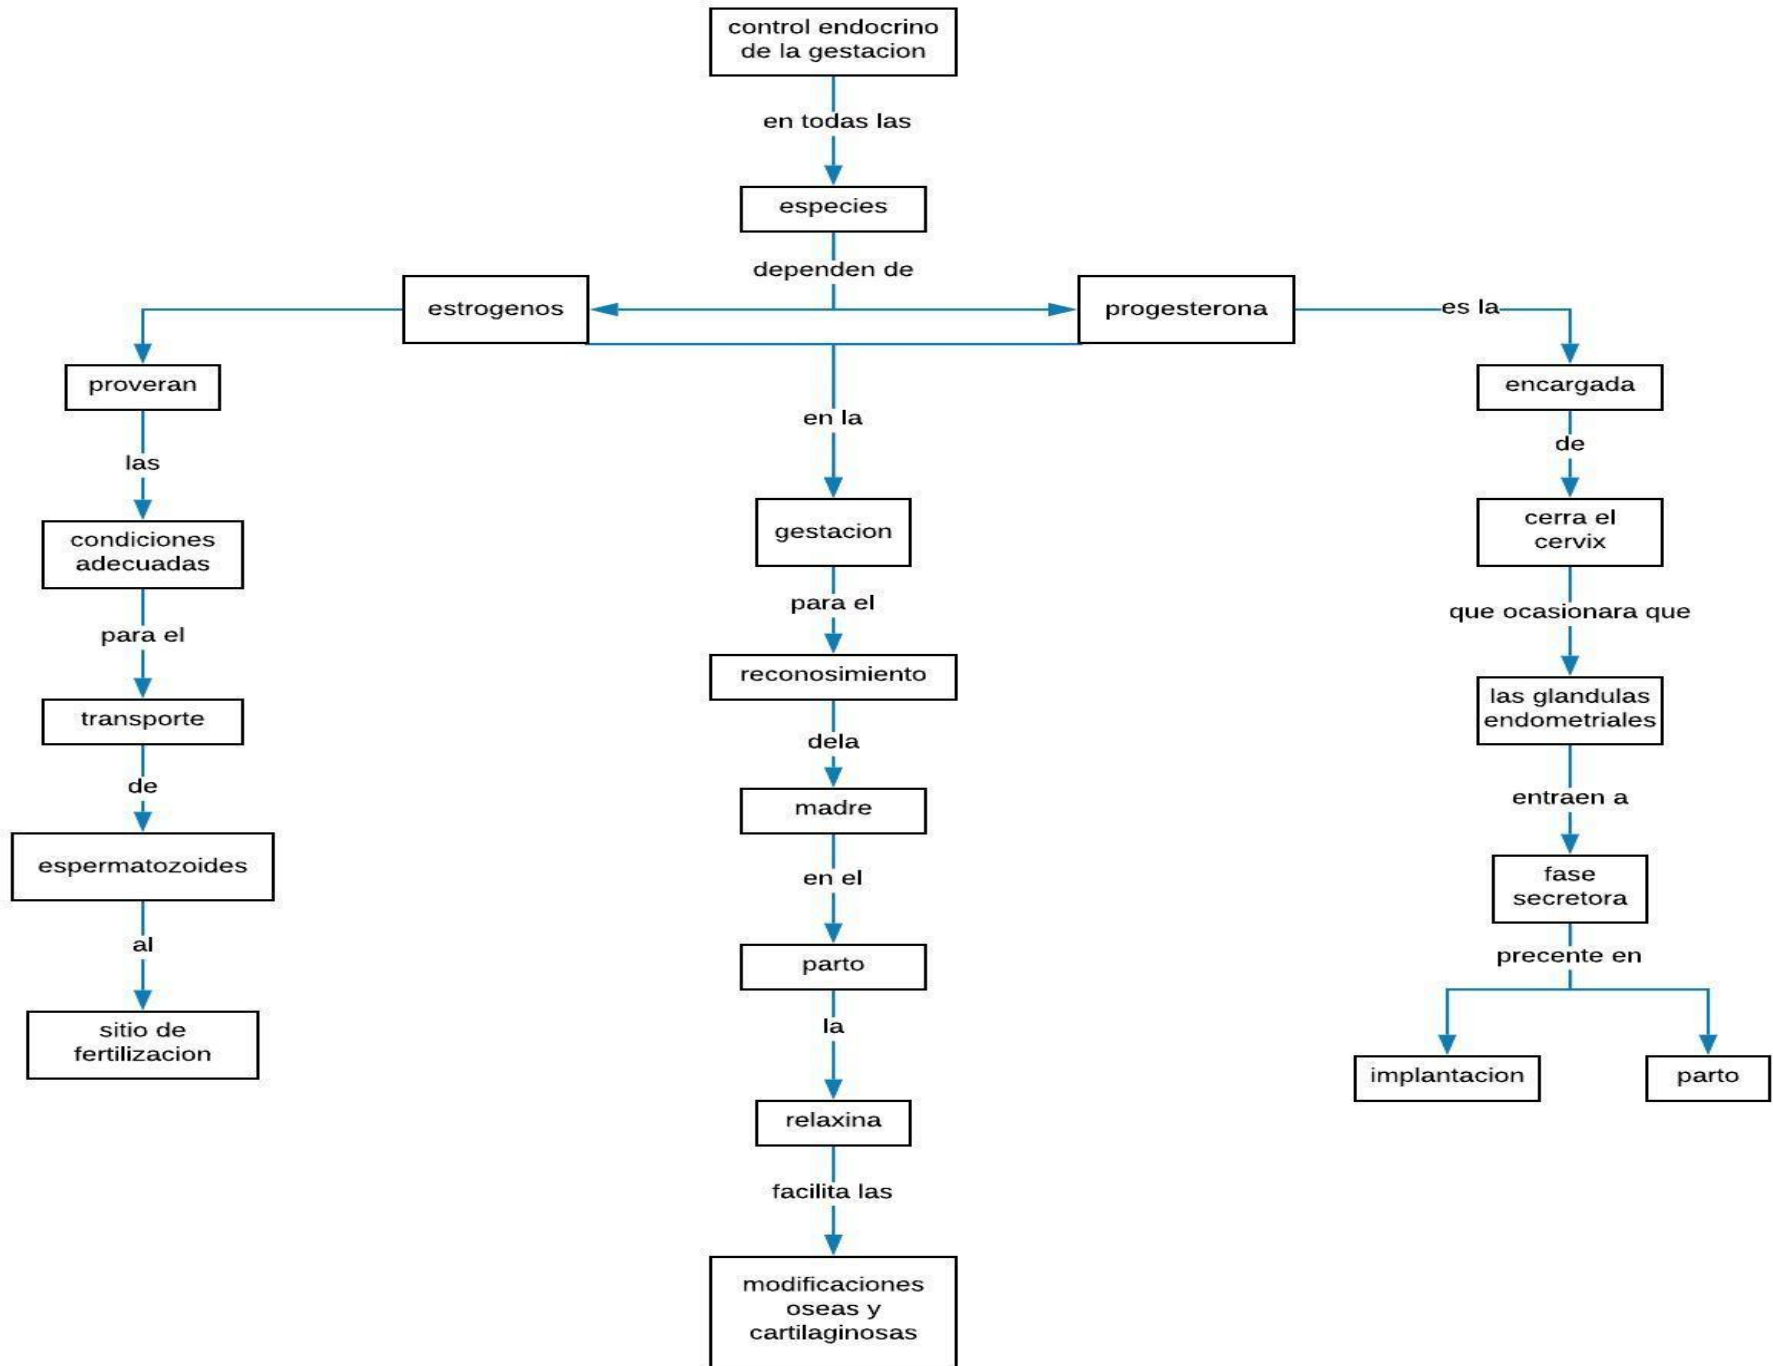 control endocrino
de la gestacion
en todas las
especies
dependen de
estrogenos
progesterona
es la
proveran
las
condiciones
adecuadas
para el
transporte
de
espermatozoides
al
sitio de
fertilizacion
en la
gestacion
para el
reconosimiento
dela
madre
en el
parto
la
relaxina
facilita las
modificaciones
oseas y
cartilaginosas
encargada
de
cerra el
cervix
que ocasionara que
las glandulas
endometriales
entraen a
fase
secretora
precente en
implantacion
parto